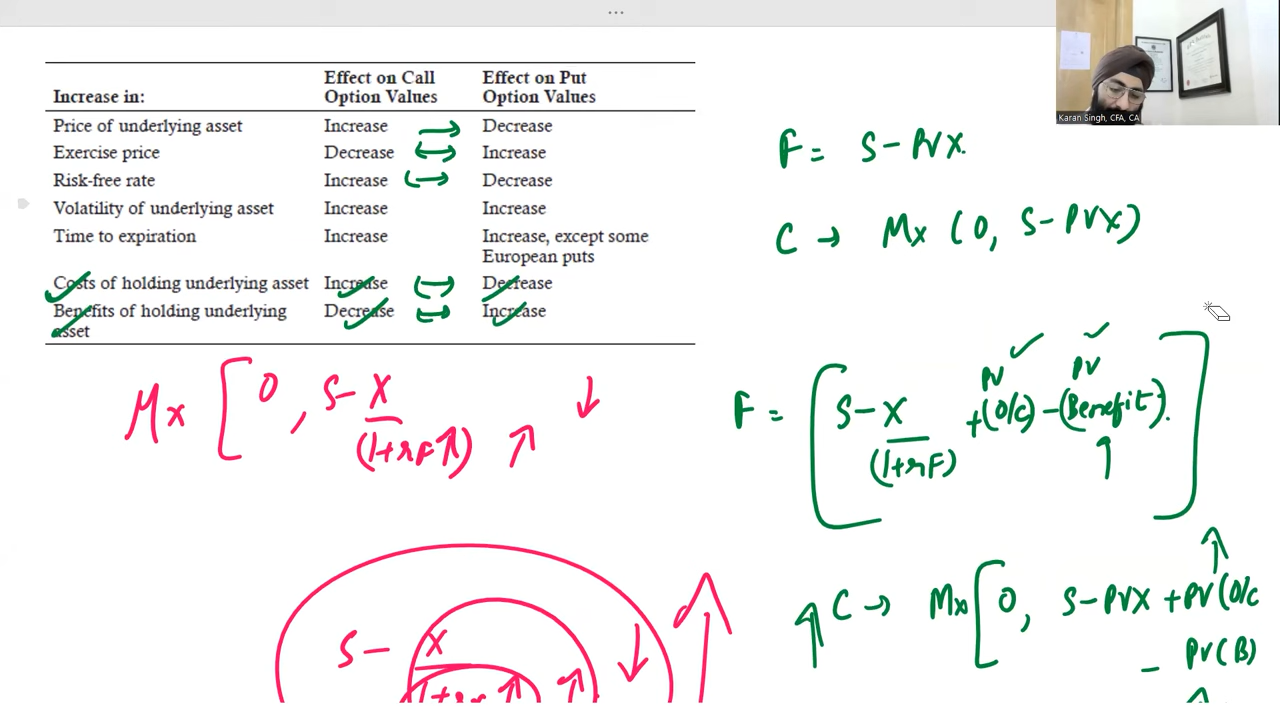 Increase in: Effect on Call Option Values Effect on Put Option Values
Price of underlying asset Increase Decrease
Exercise price Decrease Increase
Risk-free rate Increase Decrease
Volatility of underlying asset Increase Increase
Time to expiration Increase Increase, except some European puts
Costs of holding underlying asset Increase Decrease
Benefits of holding underlying asset Decrease Increase
Mx [0, S - X/(1+rF↑) ↑ ↓
S - X
Karan Singh, CFA, CA
F = S - PVX.
C → Mx (0, S - PVX)
F = [S - X/(1+rF) + PV (O/C) - PV (Benefit).]
↑ C → Mx [0, S - PVX + PV (O/C
- PV (B)